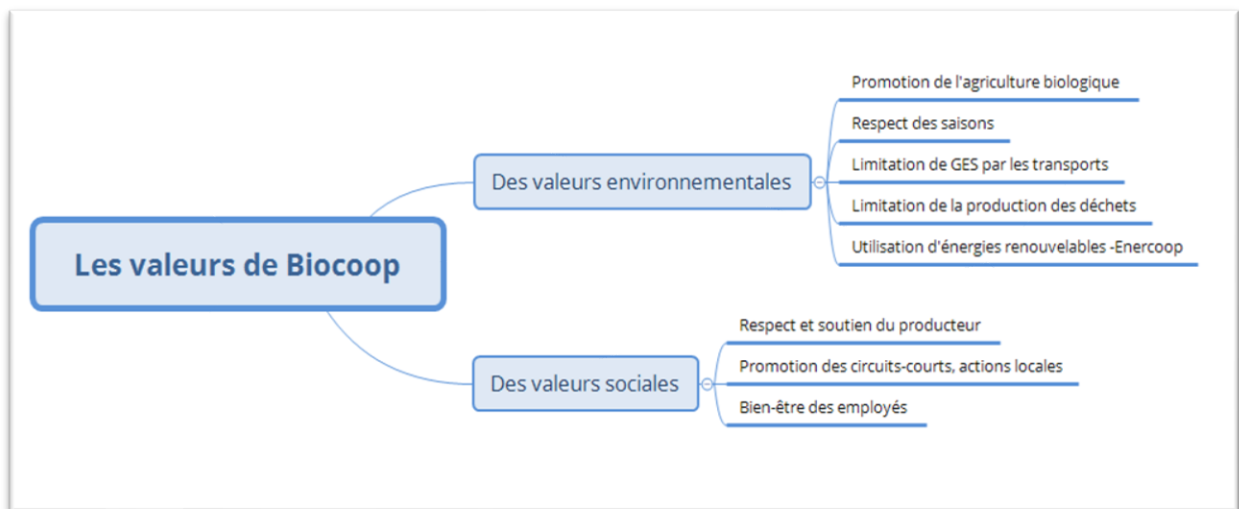 Les valeurs de Biocoop
Des valeurs environnementales
Promotion de l'agriculture biologique
Respect des saisons
Limitation de GES par les transports
Limitation de la production des déchets
Utilisation d'énergies renouvelables -Enercoop
Des valeurs sociales
Respect et soutien du producteur
Promotion des circuits-courts, actions locales
Bien-être des employés